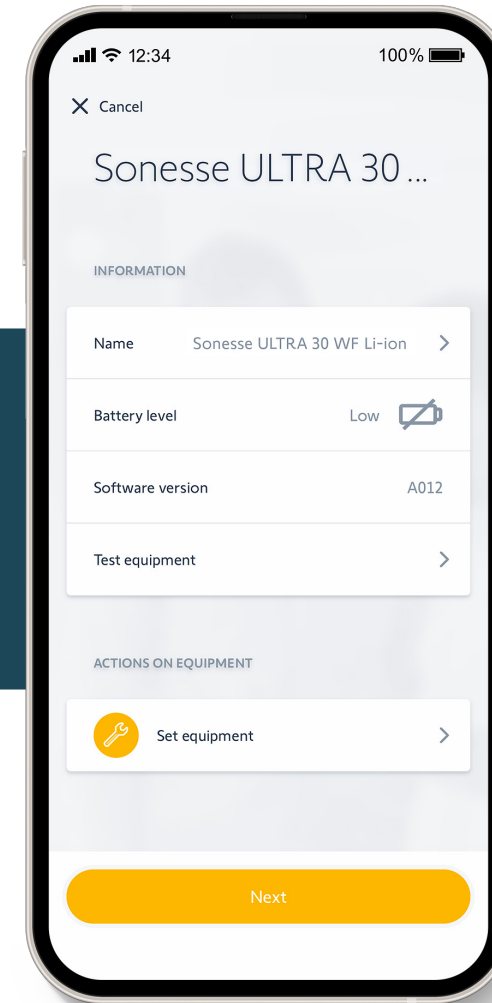 12:34 100%
Cancel
Sonesse ULTRA 30 ...
INFORMATION
Name Sonesse ULTRA 30 WF Li-ion
Battery level Low
Software version A012
Test equipment
ACTIONS ON EQUIPMENT
Set equipment
Next